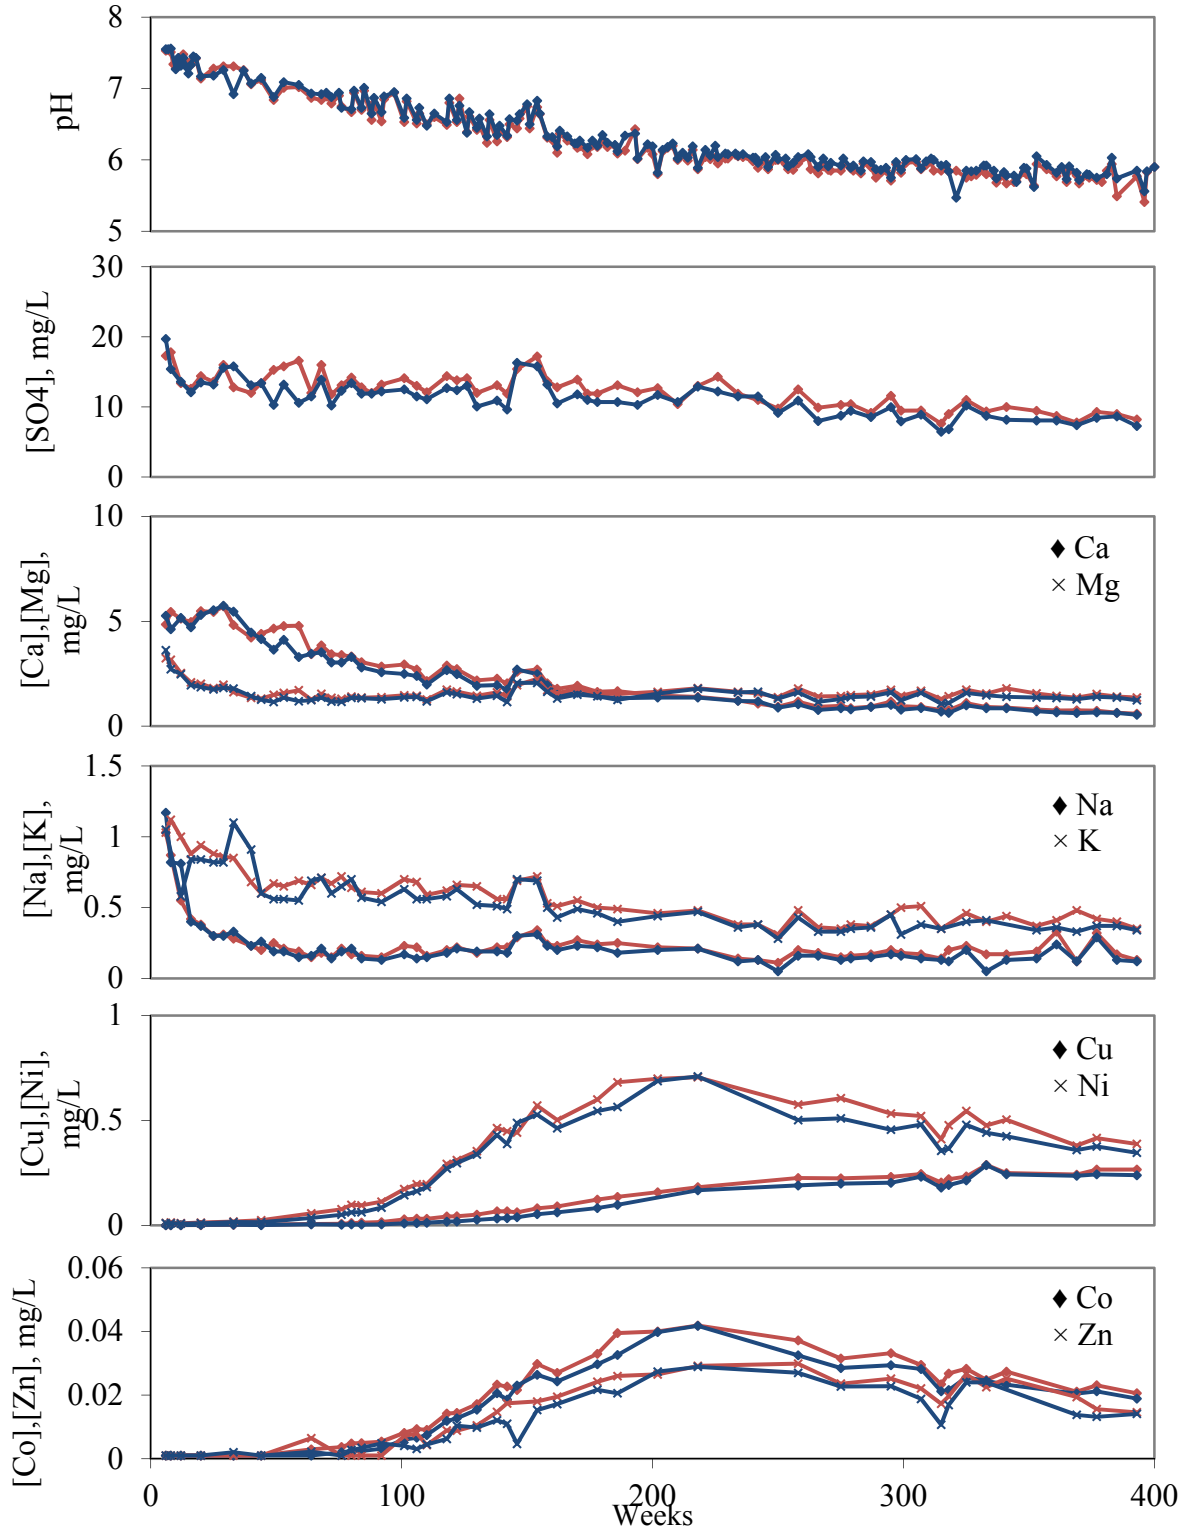 8
7
6
5
pH
30
20
10
0
[SO4], mg/L
10
5
0
[Ca],[Mg],
mg/L
Ca
Mg
1.5
1
0.5
0
[Na],[K],
mg/L
Na
K
1
0.5
0
[Cu],[Ni],
mg/L
Cu
Ni
0.06
0.04
0.02
0
[Co],[Zn], mg/L
Co
Zn
0 100 200 300 400
Weeks